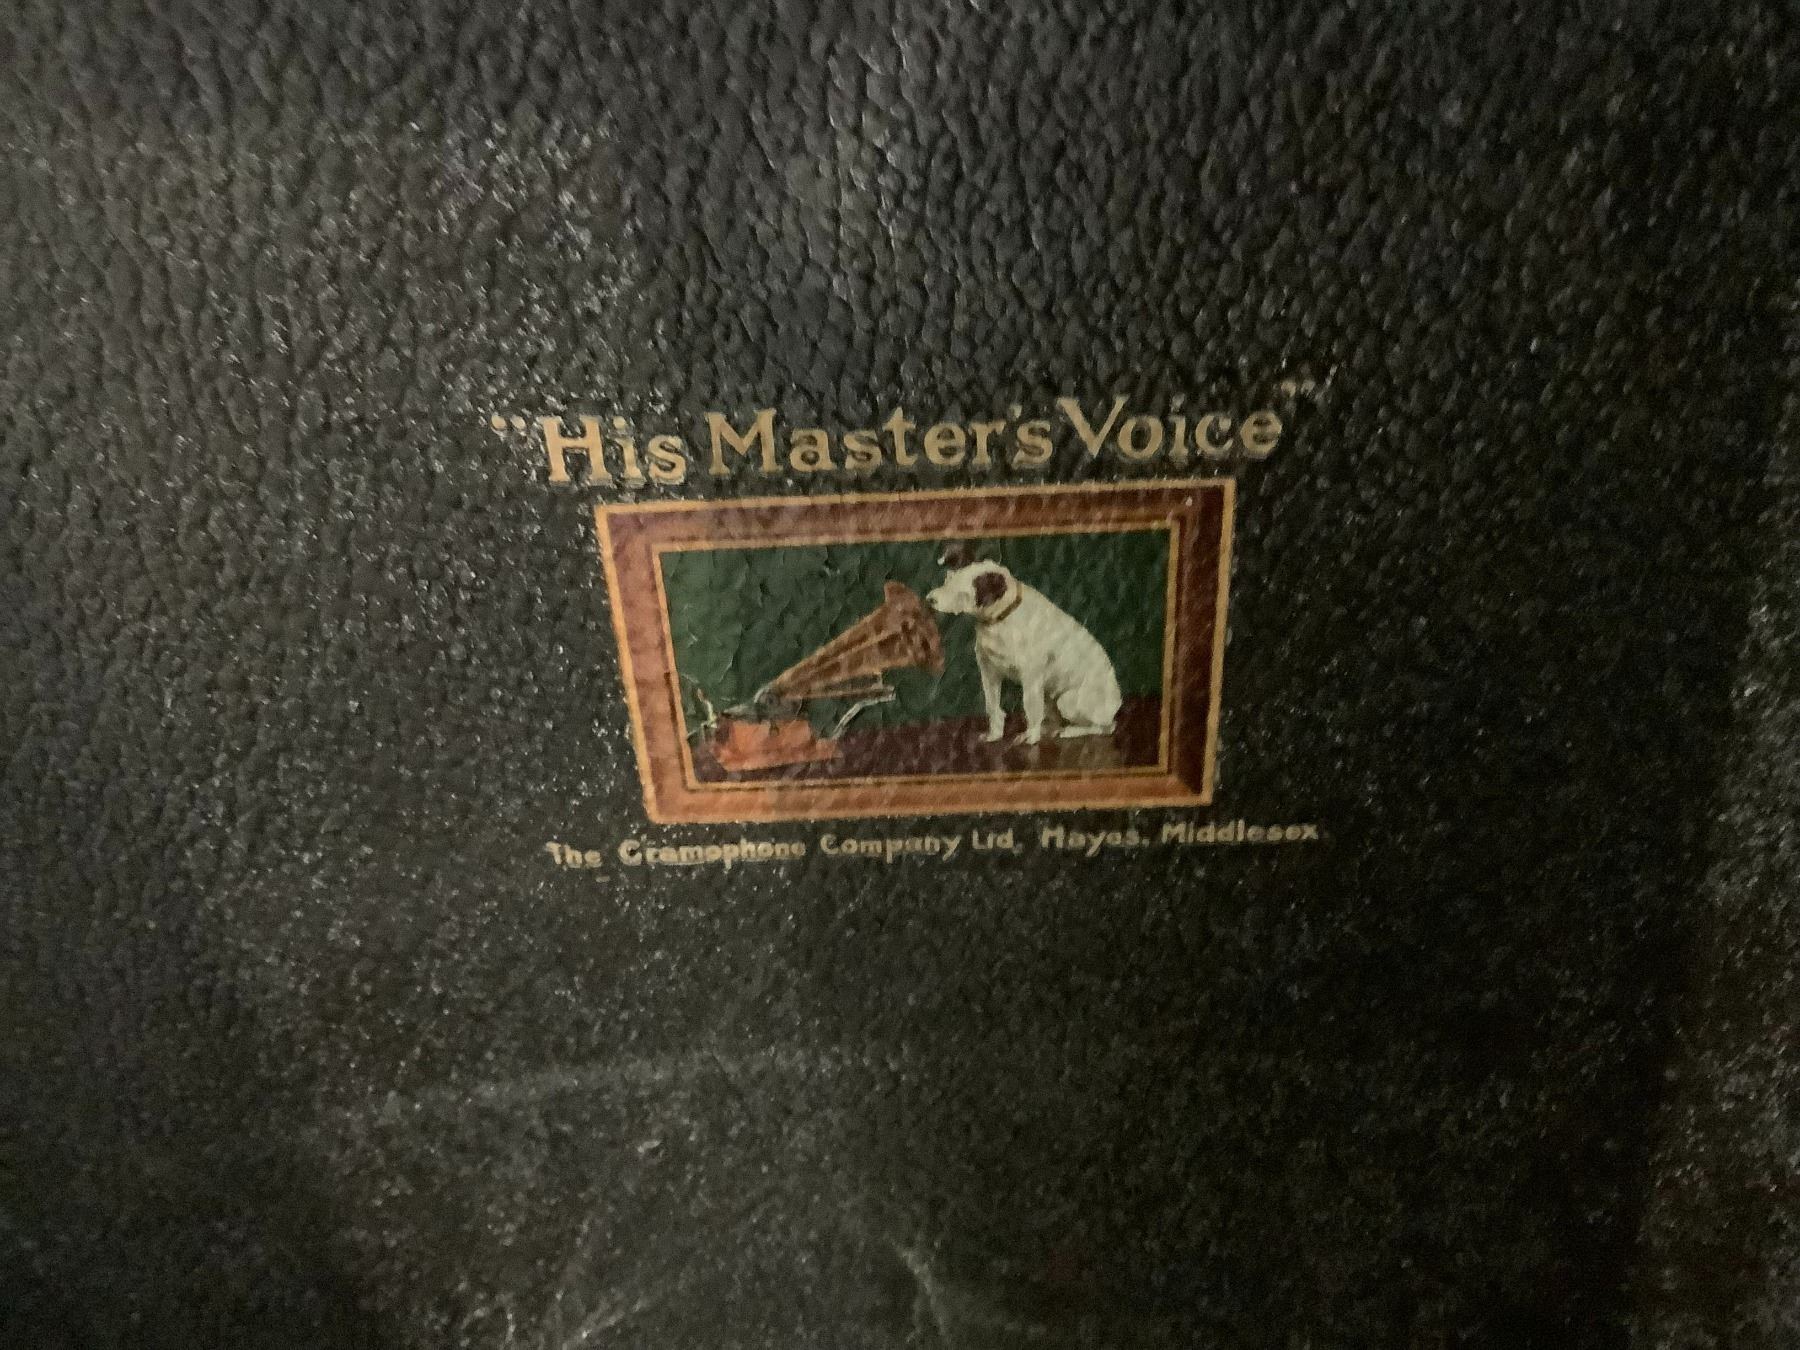 "His Master's Voice"
The Gramophone Company Ltd. Hayes. Middlesex.